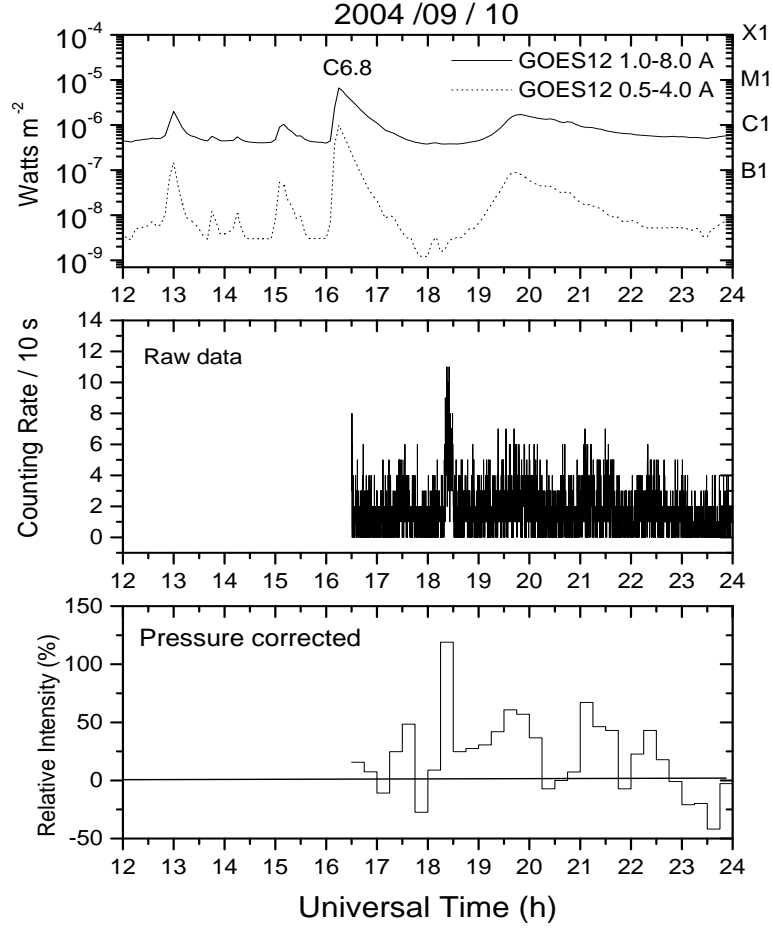 2004 /09 / 10
10^-4
10^-5
10^-6
10^-7
10^-8
10^-9
Watts m^-2
C6.8
GOES12 1.0-8.0 A
GOES12 0.5-4.0 A
X1
M1
C1
B1
12 13 14 15 16 17 18 19 20 21 22 23 24
14
12
10
8
6
4
2
0
Counting Rate / 10 s
Raw data
12 13 14 15 16 17 18 19 20 21 22 23 24
150
100
50
0
-50
Relative Intensity (%)
Pressure corrected
12 13 14 15 16 17 18 19 20 21 22 23 24
Universal Time (h)